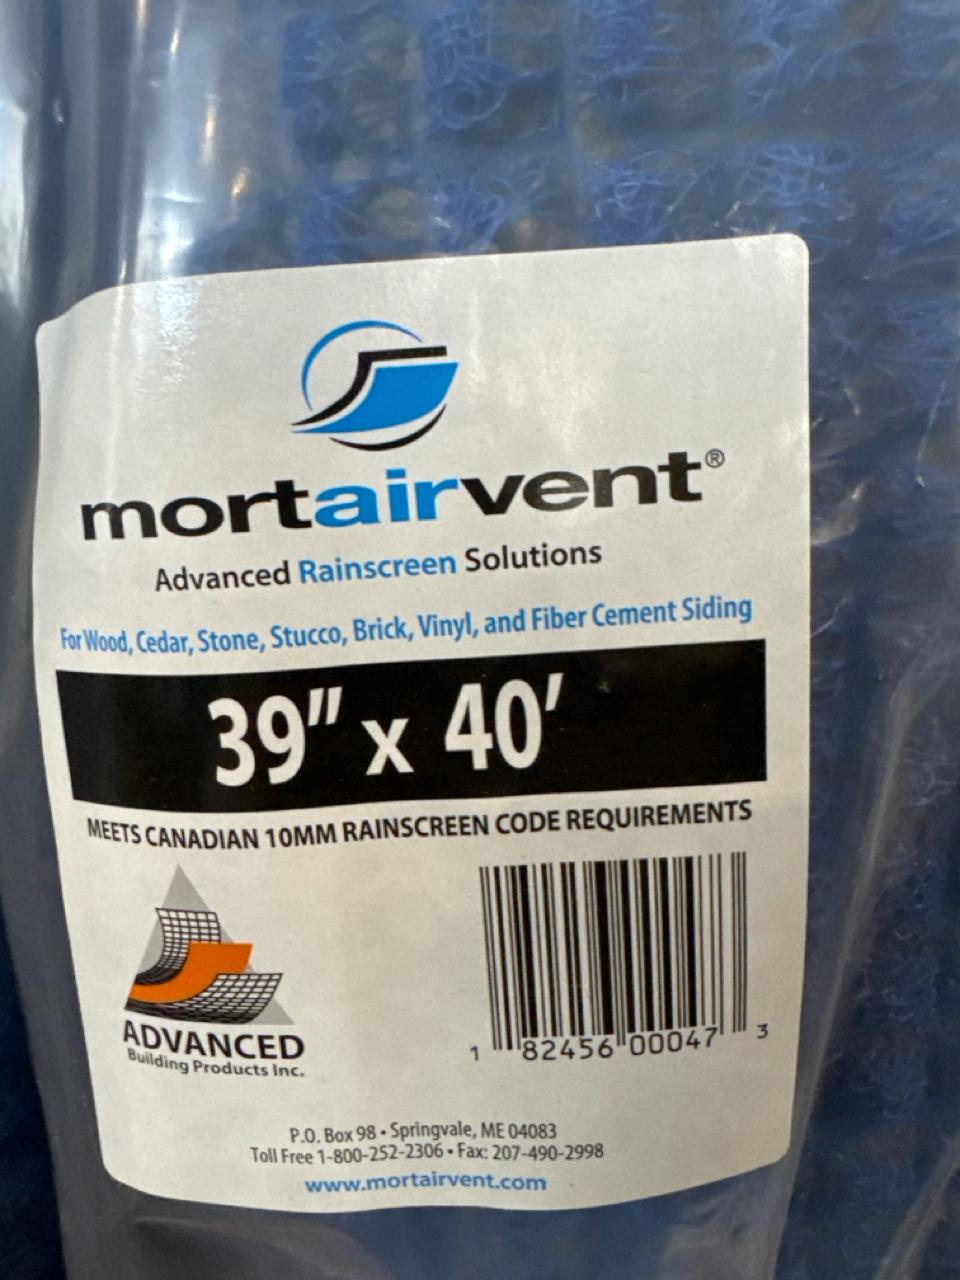 mortairvent®
Advanced Rainscreen Solutions
For Wood, Cedar, Stone, Stucco, Brick, Vinyl, and Fiber Cement Siding
39" x 40'
MEETS CANADIAN 10MM RAINSCREEN CODE REQUIREMENTS
ADVANCED
Building Products Inc.
1 82456 00047 3
P.O. Box 98 • Springvale, ME 04083
Toll Free 1-800-252-2306 • Fax: 207-490-2998
www.mortairvent.com